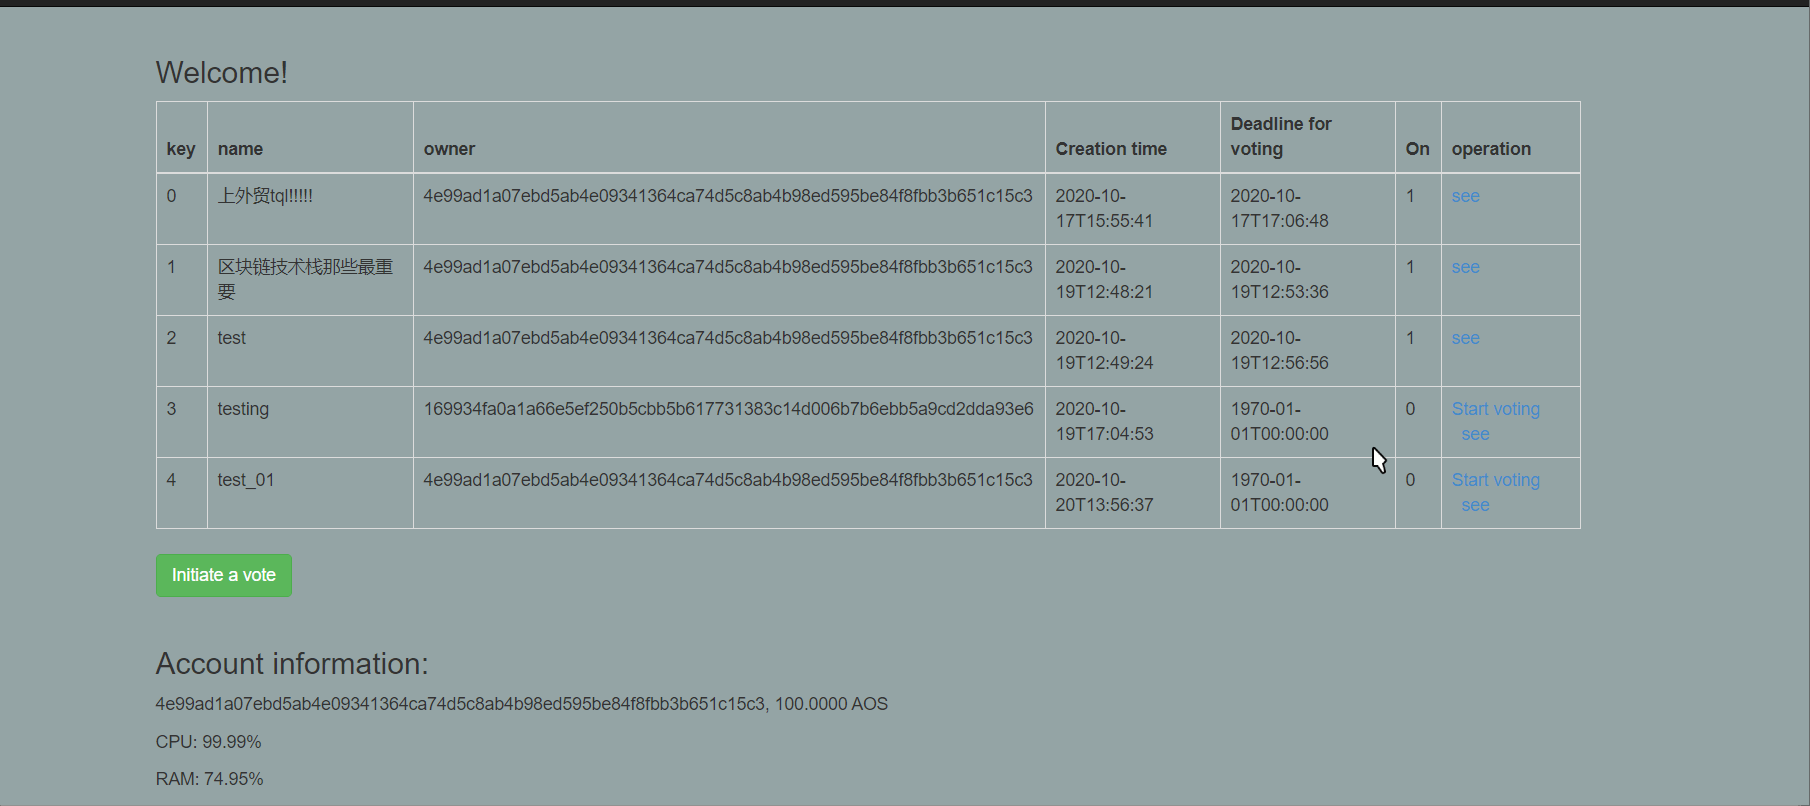 Welcome!
key name owner Creation time Deadline for voting On operation
0 上外贸tql!!!!! 4e99ad1a07ebd5ab4e09341364ca74d5c8ab4b98ed595be84f8fbb3b651c15c3 2020-10-17T15:55:41 2020-10-17T17:06:48 1 see
1 区块链技术栈那些最重要 4e99ad1a07ebd5ab4e09341364ca74d5c8ab4b98ed595be84f8fbb3b651c15c3 2020-10-19T12:48:21 2020-10-19T12:53:36 1 see
2 test 4e99ad1a07ebd5ab4e09341364ca74d5c8ab4b98ed595be84f8fbb3b651c15c3 2020-10-19T12:49:24 2020-10-19T12:56:56 1 see
3 testing 169934fa0a1a66e5ef250b5cbb5b617731383c14d006b7b6ebb5a9cd2dda93e6 2020-10-19T17:04:53 1970-01-01T00:00:00 0 Start voting see
4 test_01 4e99ad1a07ebd5ab4e09341364ca74d5c8ab4b98ed595be84f8fbb3b651c15c3 2020-10-20T13:56:37 1970-01-01T00:00:00 0 Start voting see
Initiate a vote
Account information:
4e99ad1a07ebd5ab4e09341364ca74d5c8ab4b98ed595be84f8fbb3b651c15c3, 100.0000 AOS
CPU: 99.99%
RAM: 74.95%